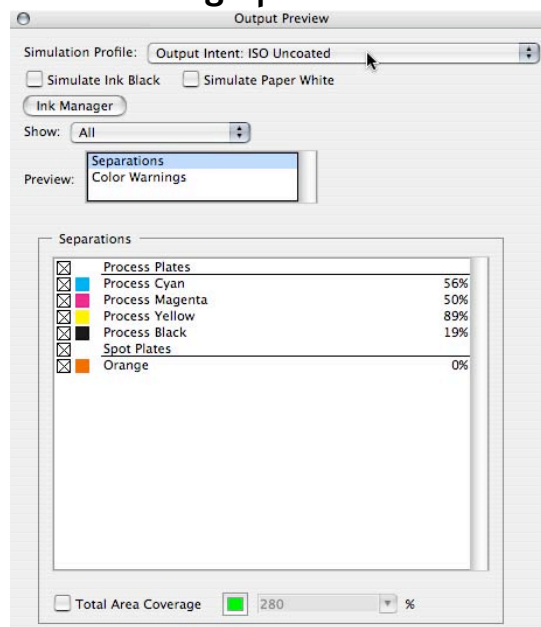 Output Preview
Simulation Profile: Output Intent: ISO Uncoated
Simulate Ink Black Simulate Paper White
Ink Manager
Show: All
Separations
Preview: Color Warnings
Separations
Process Plates
Process Cyan 56%
Process Magenta 50%
Process Yellow 89%
Process Black 19%
Spot Plates
Orange 0%
Total Area Coverage 280 %